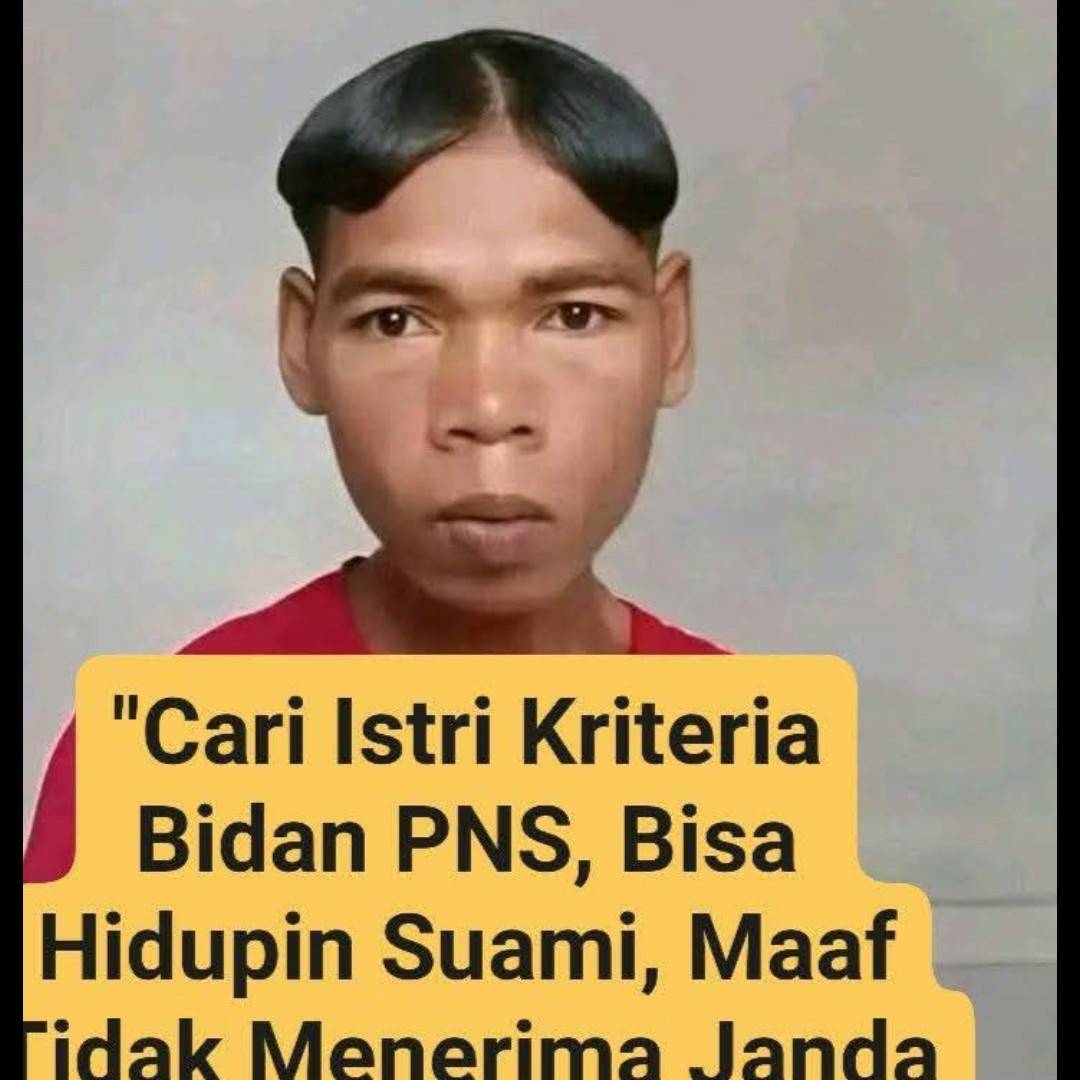 "Cari Istri Kriteria
Bidan PNS, Bisa
Hidupin Suami, Maaf
Tidak Menerima Janda